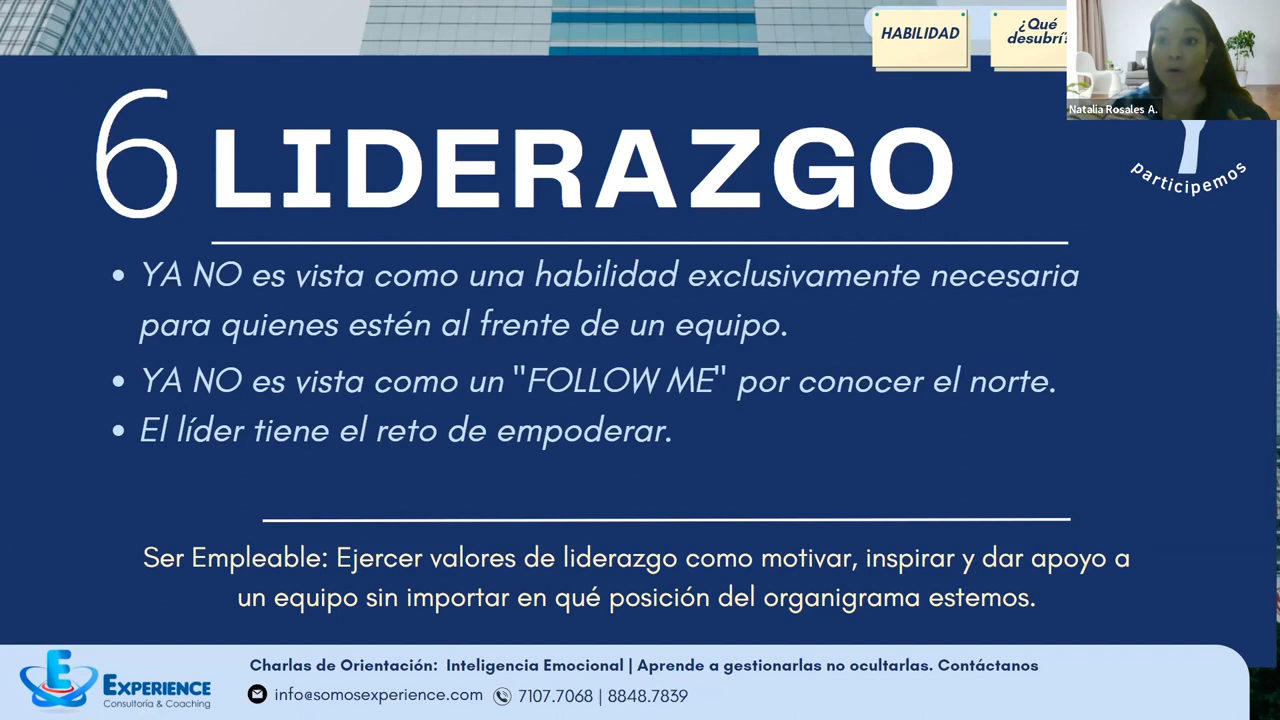 HABILIDAD
¿Qué
desubrí?
Natalia Rosales A.
participemos
6 LIDERAZGO
• YA NO es vista como una habilidad exclusivamente necesaria
para quienes estén al frente de un equipo.
• YA NO es vista como un "FOLLOW ME" por conocer el norte.
• El líder tiene el reto de empoderar.
Ser Empleable: Ejercer valores de liderazgo como motivar, inspirar y dar apoyo a
un equipo sin importar en qué posición del organigrama estemos.
E
EXPERIENCE
Consultoría & Coaching
Charlas de Orientación: Inteligencia Emocional | Aprende a gestionarlas no ocultarlas. Contáctanos
info@somosexperience.com 7107.7068 | 8848.7839